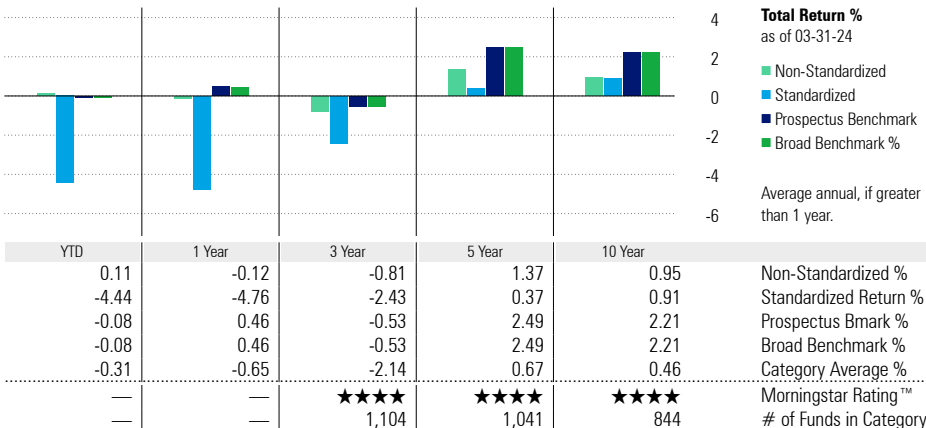 4
2
0
-2
-4
-6
Total Return %
as of 03-31-24
Non-Standardized
Standardized
Prospectus Benchmark
Broad Benchmark %
Average annual, if greater
than 1 year.
YTD 1 Year 3 Year 5 Year 10 Year
0.11 -0.12 -0.81 1.37 0.95 Non-Standardized %
-4.44 -4.76 -2.43 0.37 0.91 Standardized Return %
-0.08 0.46 -0.53 2.49 2.21 Prospectus Bmark %
-0.08 0.46 -0.53 2.49 2.21 Broad Benchmark %
-0.31 -0.65 -2.14 0.67 0.46 Category Average %
— — ★★★★ ★★★★ ★★★★ Morningstar Rating™
— — 1,104 1,041 844 # of Funds in Category